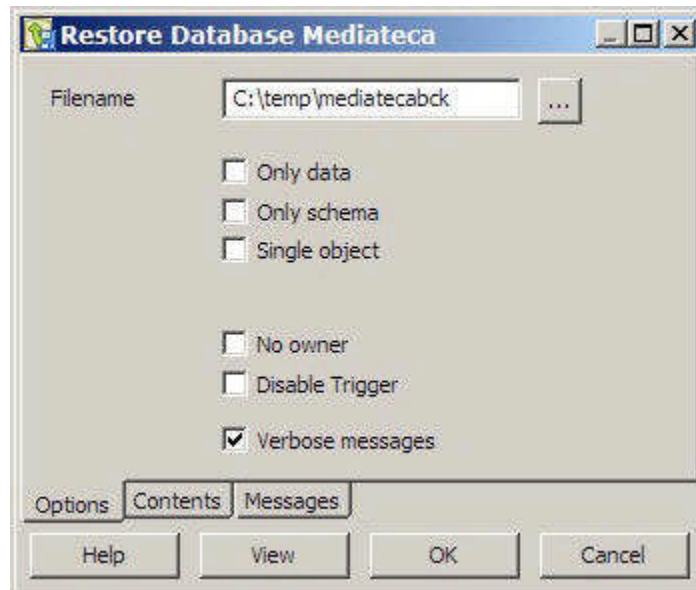 Restore Database Mediateca
Filename C:\temp\mediatecabck ...
Only data
Only schema
Single object
No owner
Disable Trigger
Verbose messages
Options Contents Messages
Help View OK Cancel